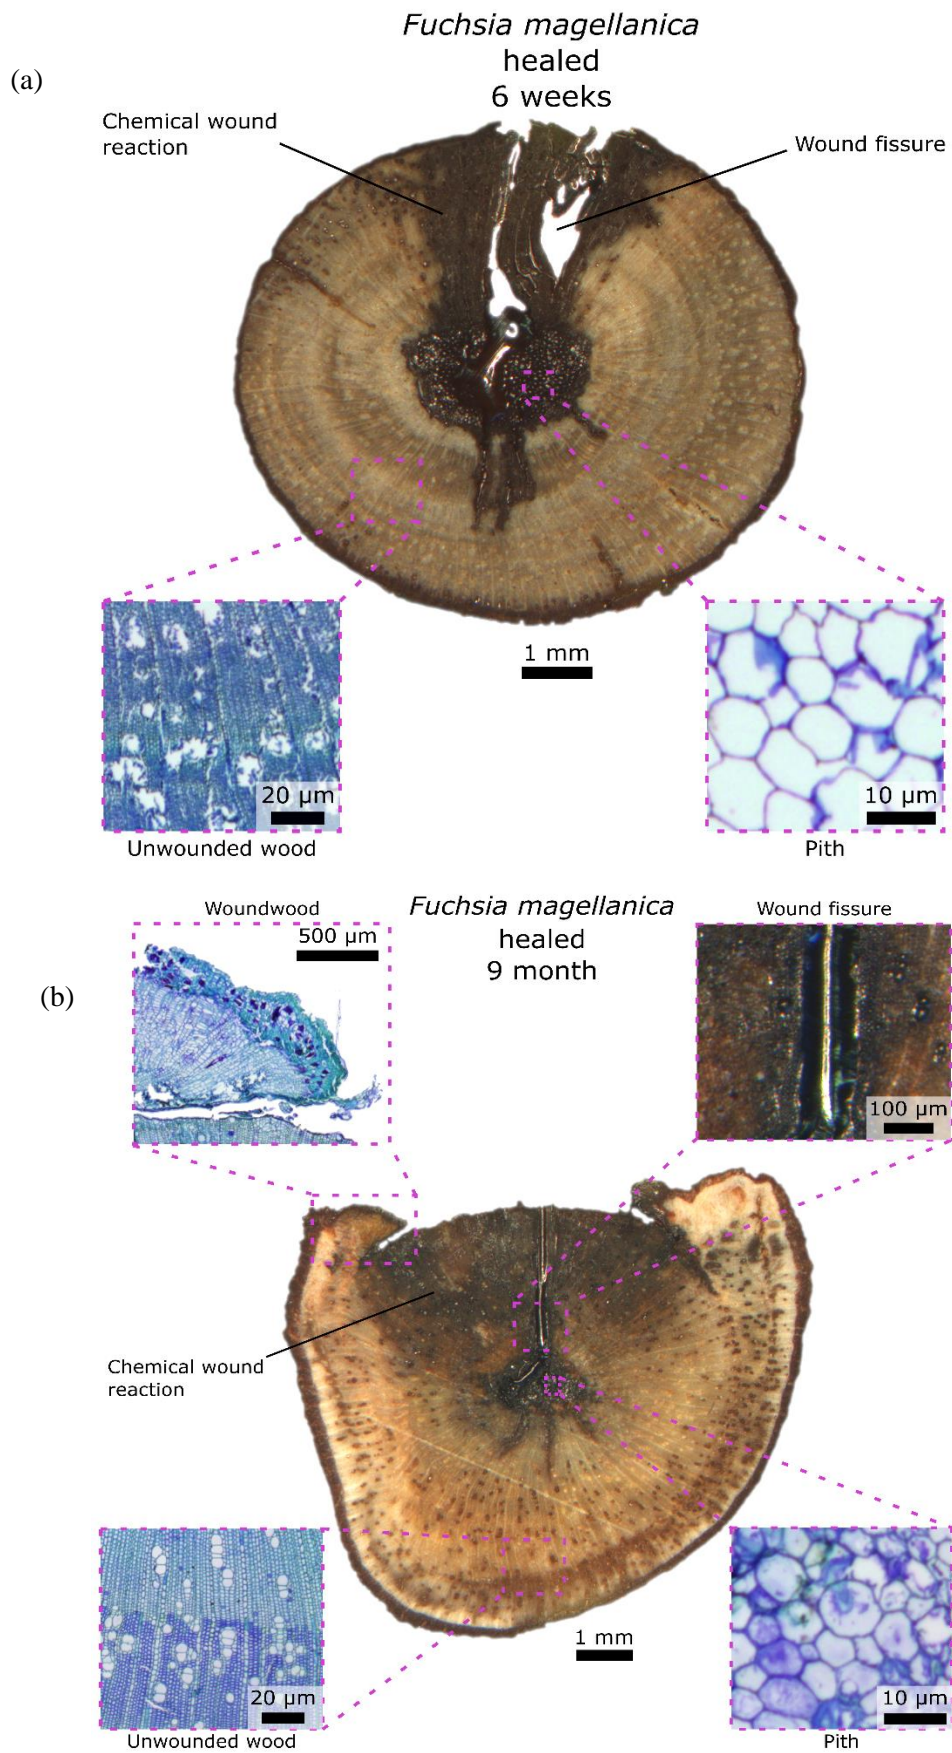 (a)
Fuchsia magellanica
healed
6 weeks
Chemical wound
reaction
Wound fissure
1 mm
20 µm
Unwounded wood
10 µm
Pith
(b)
Woundwood
500 µm
Fuchsia magellanica
healed
9 month
Wound fissure
100 µm
Chemical wound
reaction
20 µm
Unwounded wood
1 mm
10 µm
Pith